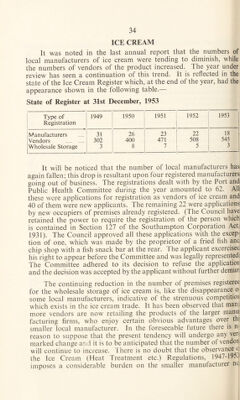 34
ICE CREAM
It was noted in the last annual report that the numbers of
local manufacturers of ice cream were tending to diminish, while
the numbers of vendors of the product increased. The year under
review has seen a continuation of this trend. It is reflected in the
state of the Ice Cream Register which, at the end of year, had the
appearance shown in the following table.—
State of Register at 31st December, 1953
Type of Registration 1949 1950 1951 1952 1953
Manufacturers 31 26 23 22 18
Vendors 302 400 471 508 541
Wholesale Storage 3 8 7 5 3
It will be noticed that the number of local manufacturers has
again fallen; this drop is resultant upon four registered manufacturers
going out of business. The registrations dealt with by the Port and
Public Health Committee during the year amounted to 62. All
these were applications for registration as vendors of ice cream and
40 of them were new applicants. The remaining 22 were applications
by new occupiers of premises already registered. (The Council have
retained the power to require the registration of the person which
is contained in Section 127 of the Southampton Corporation Act
1931). The Council approved all these applications with the excep
tion of one, which was made by the proprietor of a fried fish and
chip shop with a fish snack bar at the rear. The applicant exercised
his right to appear before the Committee and was legally represented
The Committee adhered to its decision to refuse the application
and the decision was accepted by the applicant without further demur
The continuing reduction in the number of premises registered
for the wholesale storage of ice cream is, like the disappearance o
some local manufacturers, indicative of the strenuous competition
which exists in the ice cream trade. It has been observed that many
more vendors are now retailing the products of the larger manu
facturing firms, who enjoy certain obvious advantages over the
smaller local manufacturer. In the foreseeable future there is n
reason to suppose that the present tendency will undergo any very
marked change and it is to be anticipated that the number of vendors
will continue to increase. There is no doubt that the observance o
the Ice Cream (Heat Treatment etc.) Regulations, 1947-195
imposes a considerable burden on the smaller manufacturer